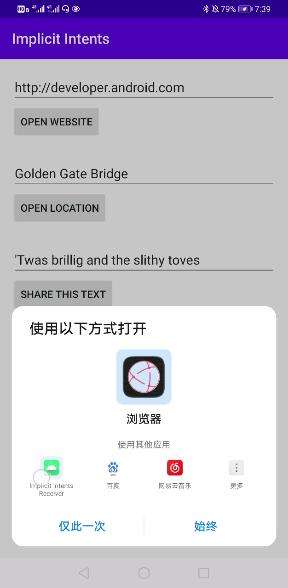 79% 7:39
Implicit Intents
http://developer.android.com
OPEN WEBSITE
Golden Gate Bridge
OPEN LOCATION
'Twas brillig and the slithy toves
SHARE THIS TEXT
使用以下方式打开
浏览器
使用其他应用
Implicit Intents
Receiver
百度
网易云音乐
更多
仅此一次
始终